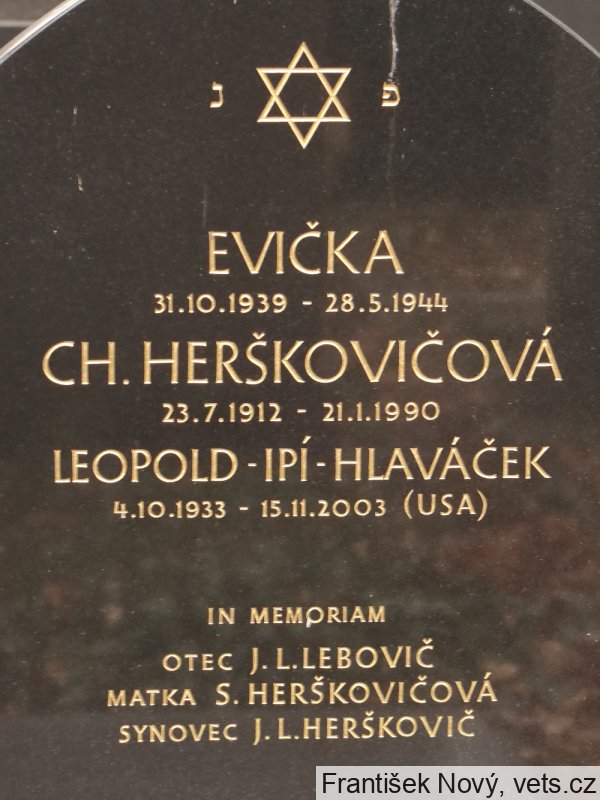 פ נ
EVIČKA
31.10.1939 - 28.5.1944
CH. HERŠKOVIČOVÁ
23.7.1912 - 21.1.1990
LEOPOLD-IPÍ-HLAVÁČEK
4.10.1933 - 15.11.2003 (USA)
IN MEMORIAM
OTEC J.L.LEBOVIČ
MATKA S.HERŠKOVIČOVÁ
SYNOVEC J.L.HERŠKOVIČ
František Nový, vets.cz